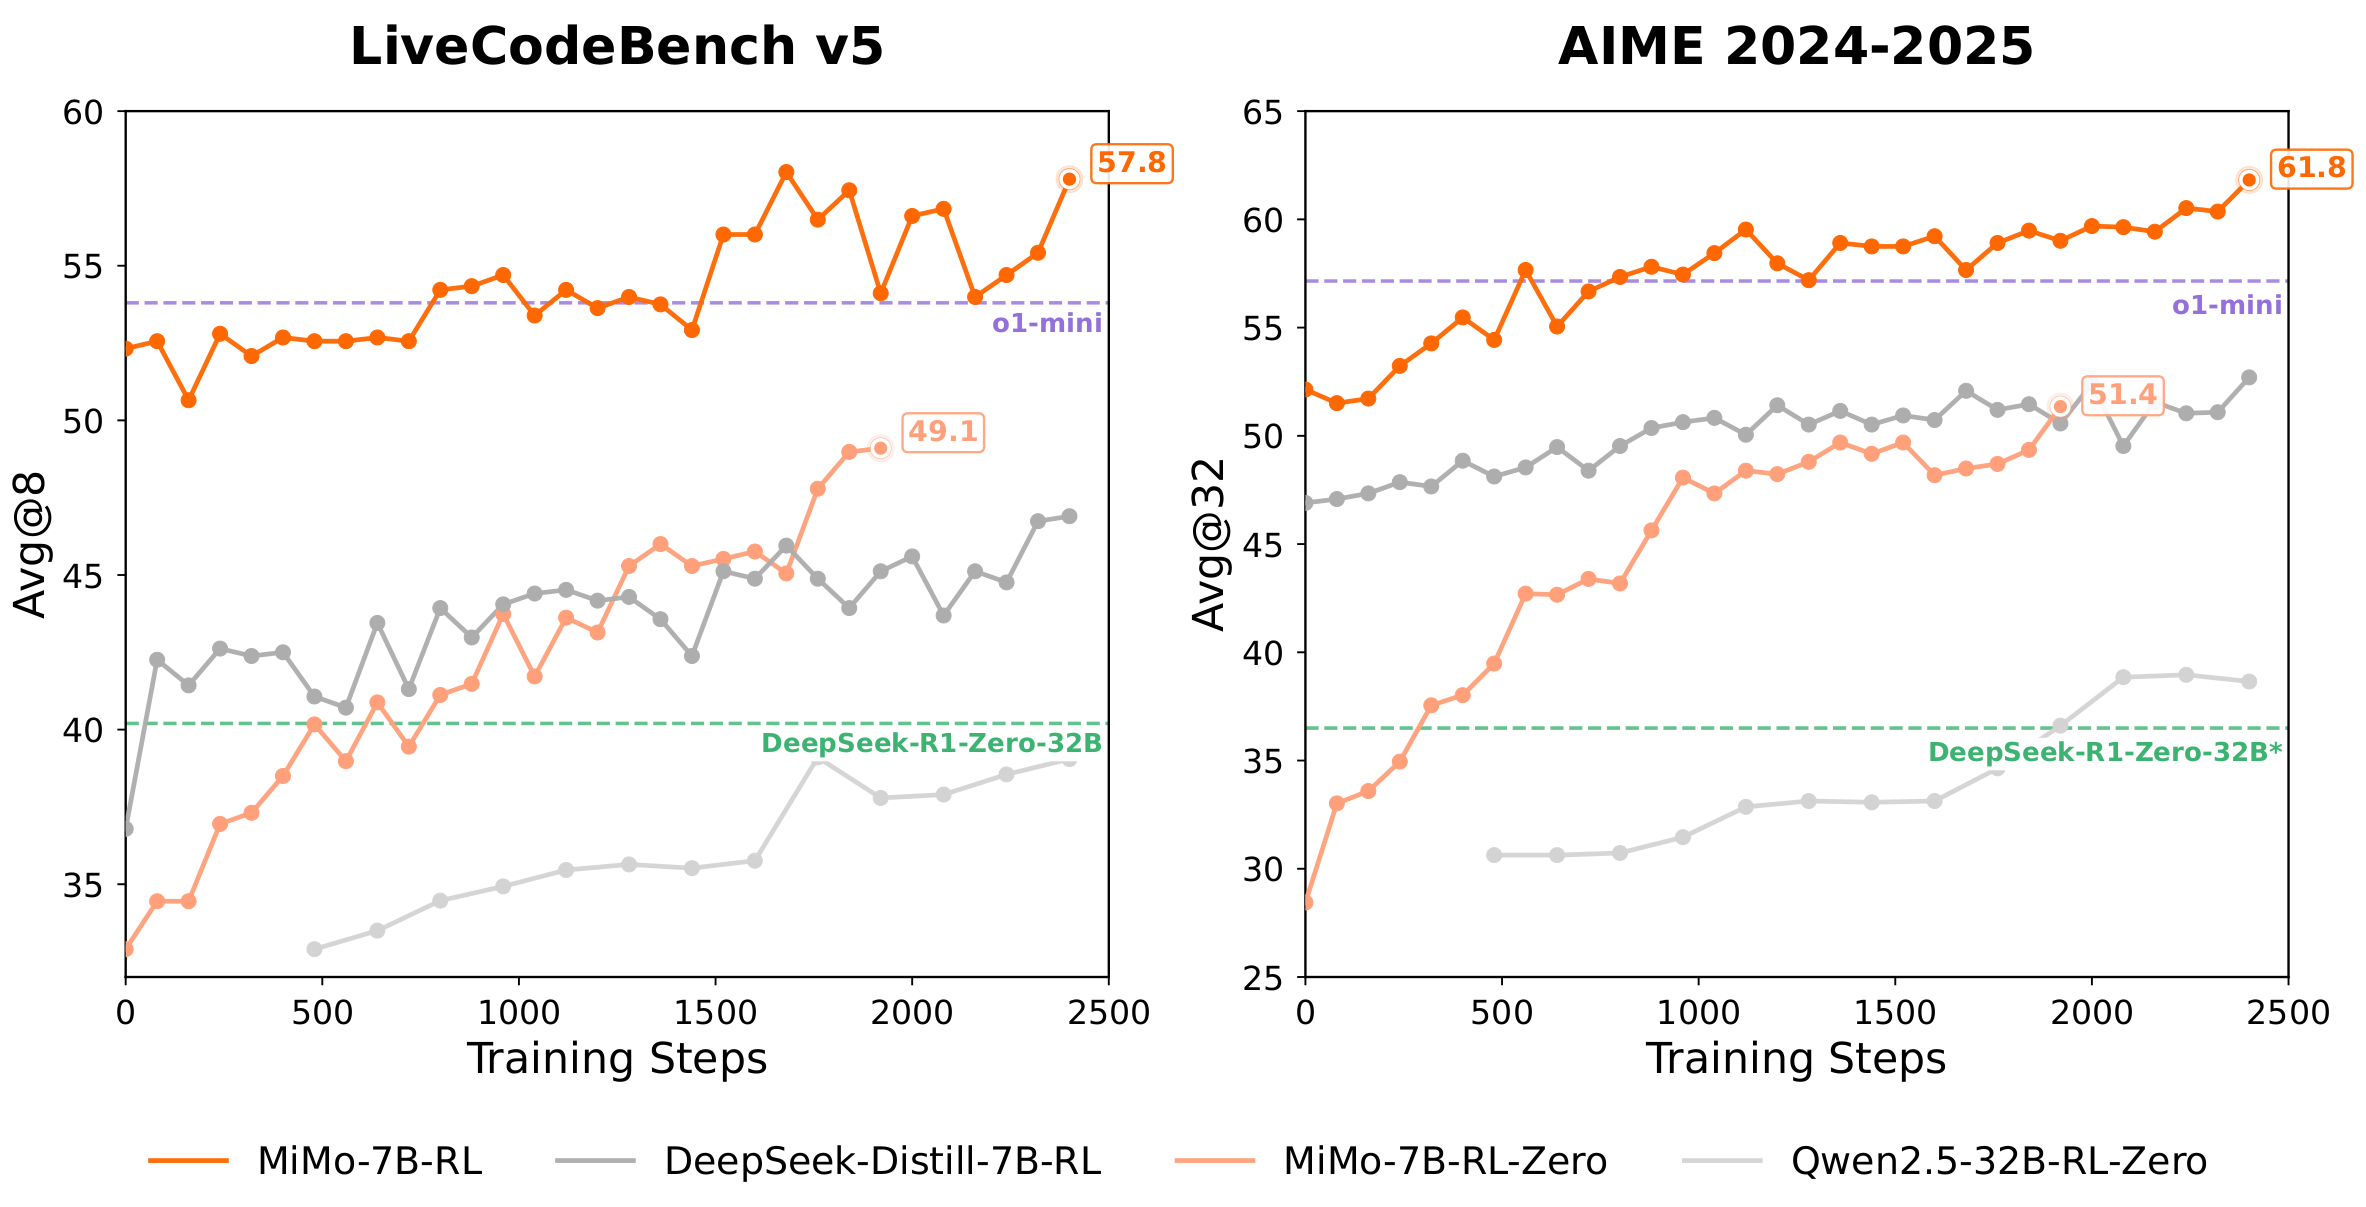 LiveCodeBench v5
60
55
50
45
40
35
Avg@8
57.8
o1-mini
49.1
DeepSeek-R1-Zero-32B
0 500 1000 1500 2000 2500
Training Steps
AIME 2024-2025
65
60
55
50
45
40
35
30
25
Avg@32
61.8
o1-mini
51.4
DeepSeek-R1-Zero-32B*
0 500 1000 1500 2000 2500
Training Steps
MiMo-7B-RL DeepSeek-Distill-7B-RL MiMo-7B-RL-Zero Qwen2.5-32B-RL-Zero